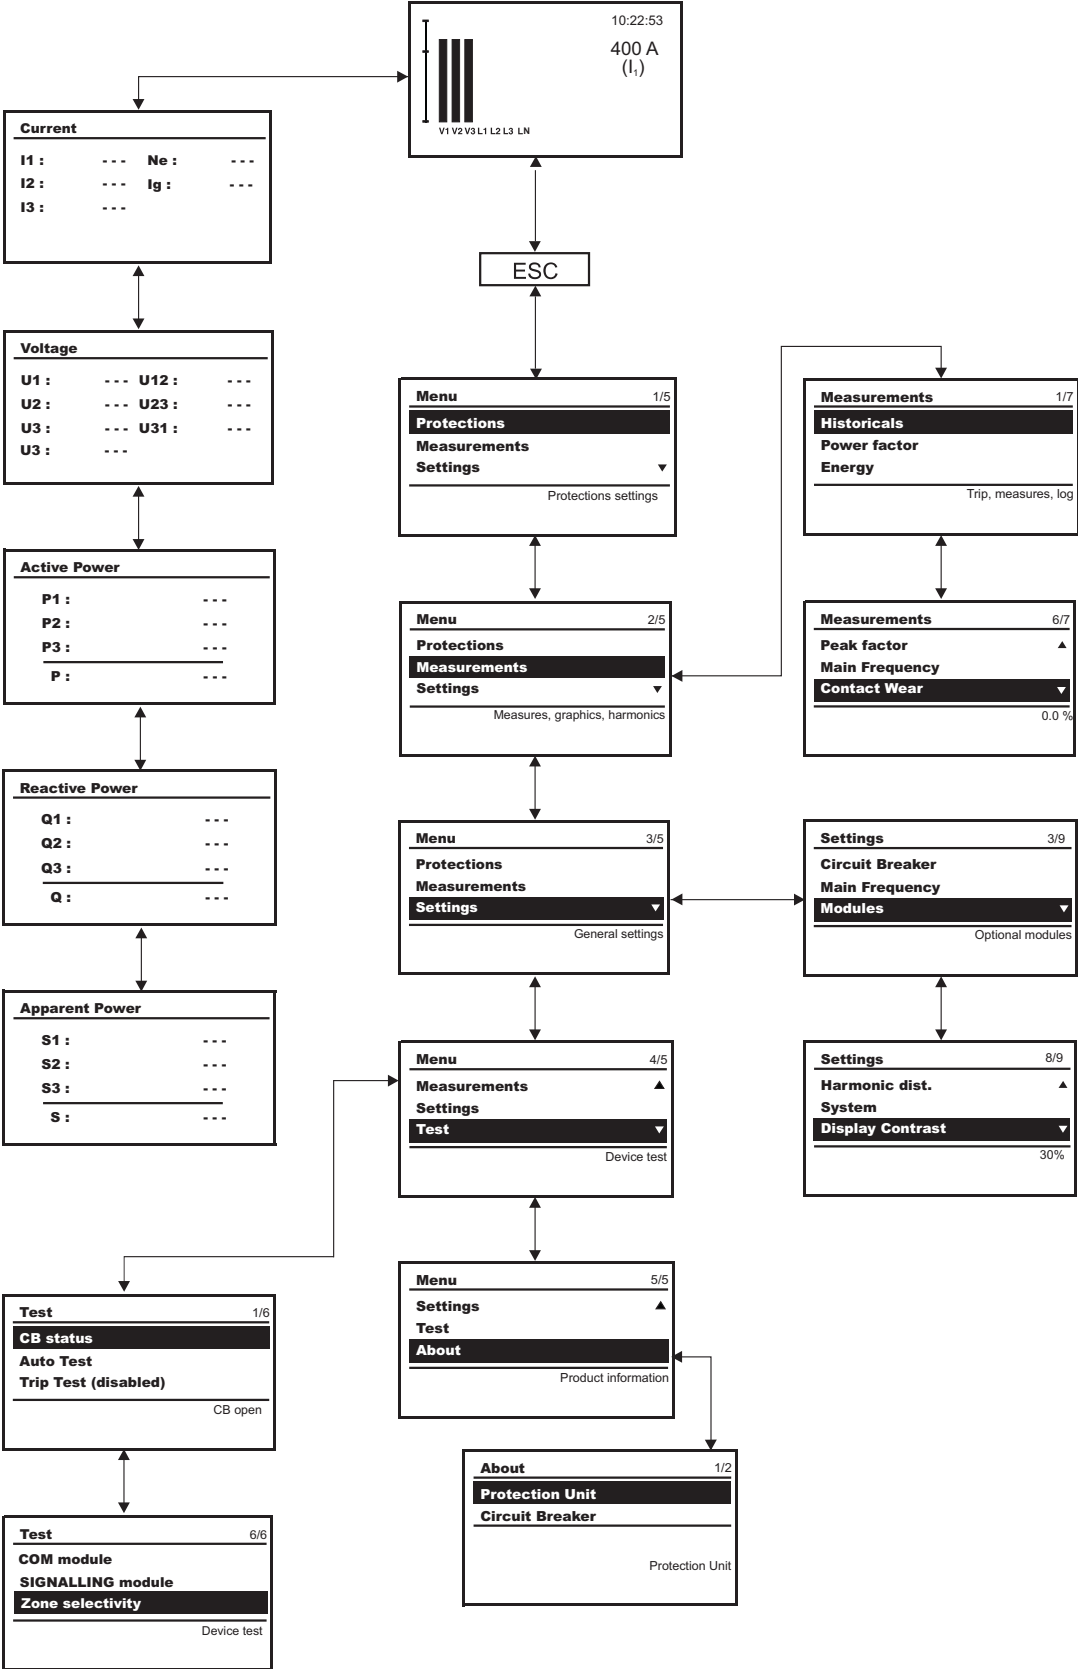 10:22:53
400 A
(I1)
V1 V2 V3 L1 L2 L3 LN
Current
I1 : --- Ne : ---
I2 : --- Ig : ---
I3 : ---
ESC
Voltage
U1 : --- U12 : ---
U2 : --- U23 : ---
U3 : --- U31 : ---
U3 : ---
Active Power
P1 : ---
P2 : ---
P3 : ---
P : ---
Reactive Power
Q1 : ---
Q2 : ---
Q3 : ---
Q : ---
Apparent Power
S1 : ---
S2 : ---
S3 : ---
S : ---
Menu 1/5
Protections
Measurements
Settings
Protections settings
Measurements 1/7
Historicals
Power factor
Energy
Trip, measures, log
Menu 2/5
Protections
Measurements
Settings
Measures, graphics, harmonics
Measurements 6/7
Peak factor
Main Frequency
Contact Wear
0.0 %
Menu 3/5
Protections
Measurements
Settings
General settings
Settings 3/9
Circuit Breaker
Main Frequency
Modules
Optional modules
Menu 4/5
Measurements
Settings
Test
Device test
Settings 8/9
Harmonic dist.
System
Display Contrast
30%
Menu 5/5
Settings
Test
About
Product information
Test 1/6
CB status
Auto Test
Trip Test (disabled)
CB open
About 1/2
Protection Unit
Circuit Breaker
Protection Unit
Test 6/6
COM module
SIGNALLING module
Zone selectivity
Device test